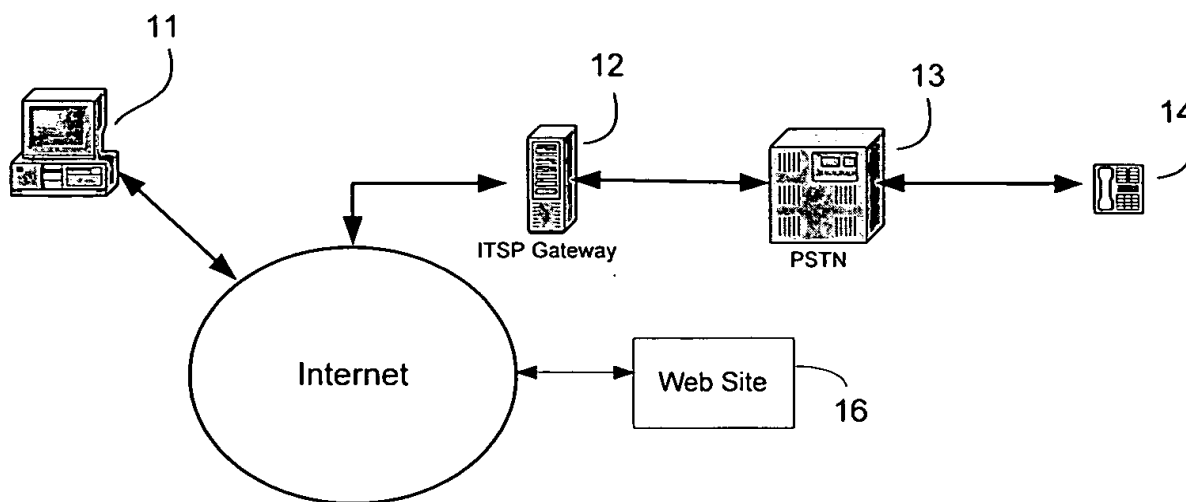 11
12
13
14
ITSP Gateway
PSTN
Internet
Web Site
16